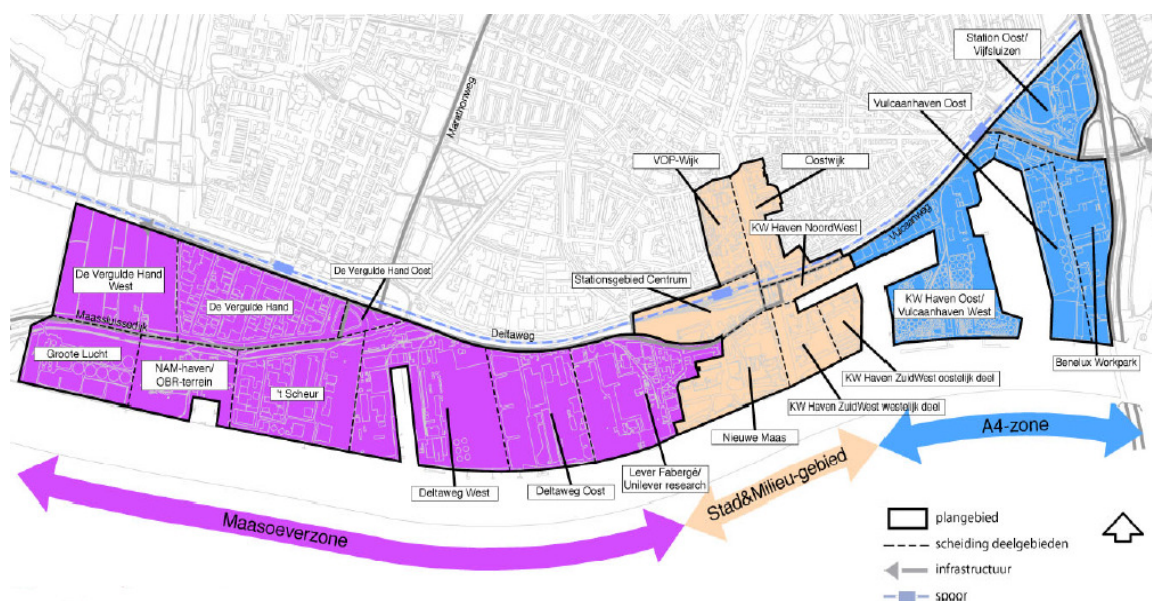 Station Oost/
Vijfsluizen
Vulcaanhaven Oost
Marathonweg
VOP-Wijk
Oostwijk
KW Haven NoordWest
Vulcaanweg
De Vergulde Hand Oost
De Vergulde Hand
West
De Vergulde Hand
Stationsgebied Centrum
KW Haven Oost/
Vulcaanhaven West
Maassluissedijk
Deltaweg
Groote Lucht
NAM-haven/
OBR-terrein
't Scheur
Benelux Workpark
KW Haven ZuidWest oostelijk deel
KW Haven ZuidWest westelijk deel
Nieuwe Maas
Lever Fabergé/
Unilever research
Deltaweg West
Deltaweg Oost
A4-zone
Stad&Milieu-gebied
Maasoeverzone
plangebied
scheiding deelgebieden
infrastructuur
spoor